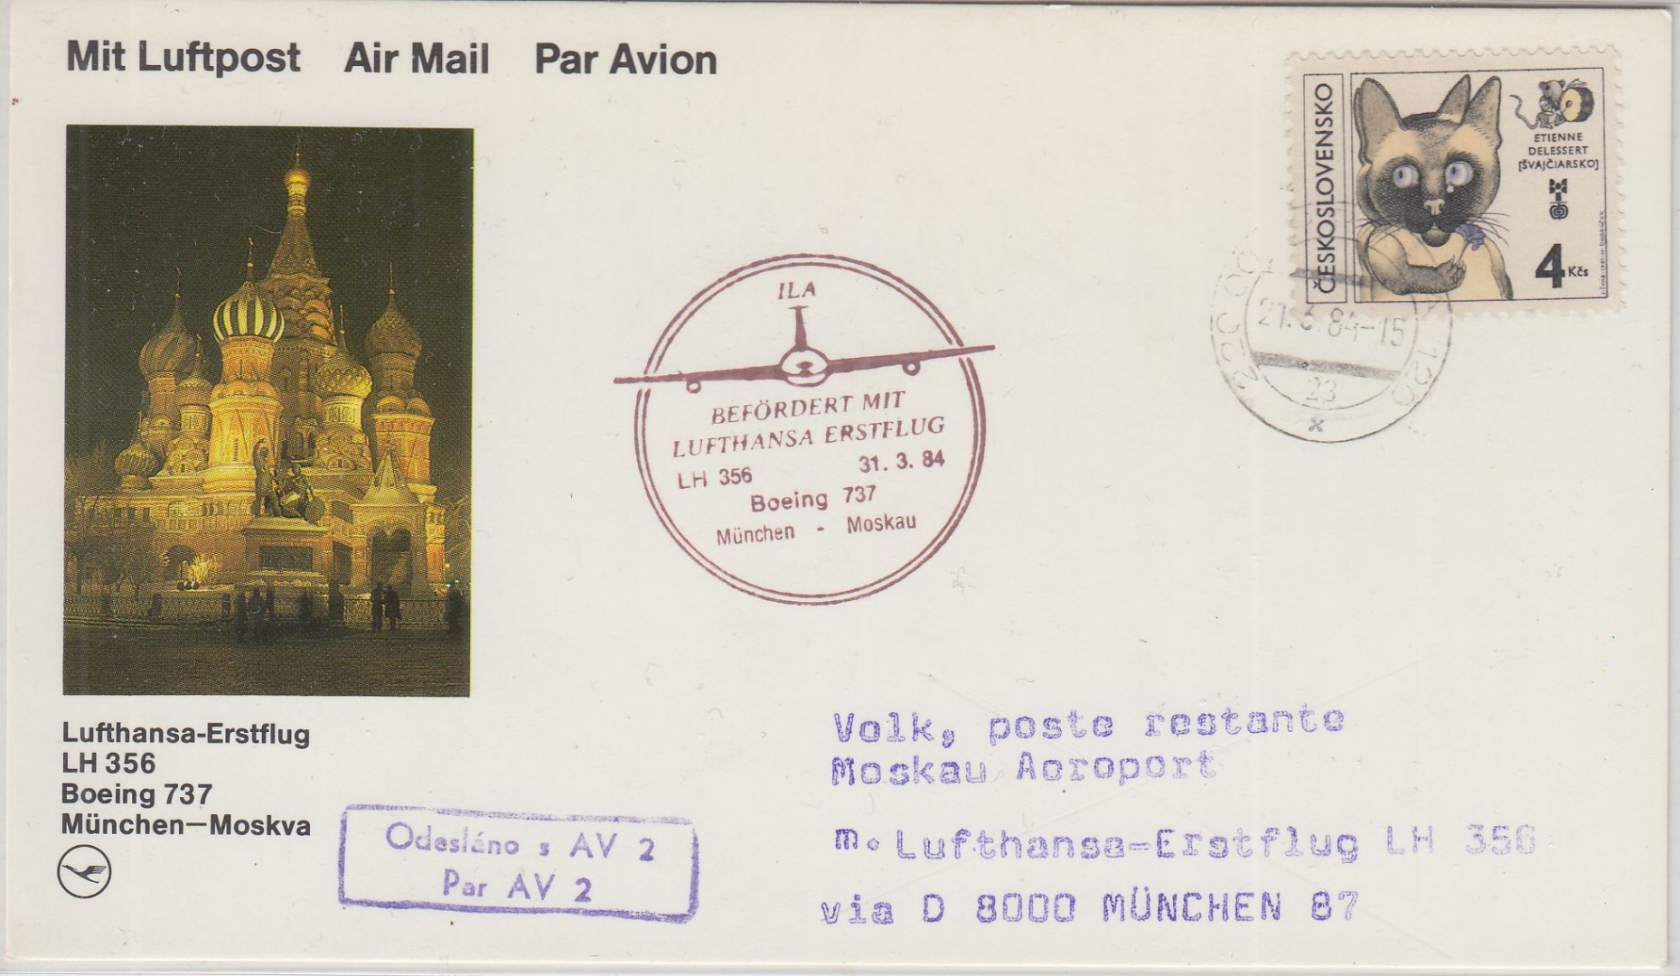 Mit Luftpost Air Mail Par Avion
ČESKOSLOVENSKO
ETIENNE
DELESSERT
[ŠVAJČIARSKO]
4 Kčs
84-15
120
23
ILA
BEFÖRDERT MIT
LUFTHANSA ERSTFLUG
LH 356 31. 3. 84
Boeing 737
München - Moskau
Lufthansa-Erstflug
LH 356
Boeing 737
München—Moskva
Odesláno s AV 2
Par AV 2
Volk, poste restante
Moskau Aeroport
m. Lufthansa-Erstflug LH 356
via D 8000 MÜNCHEN 87